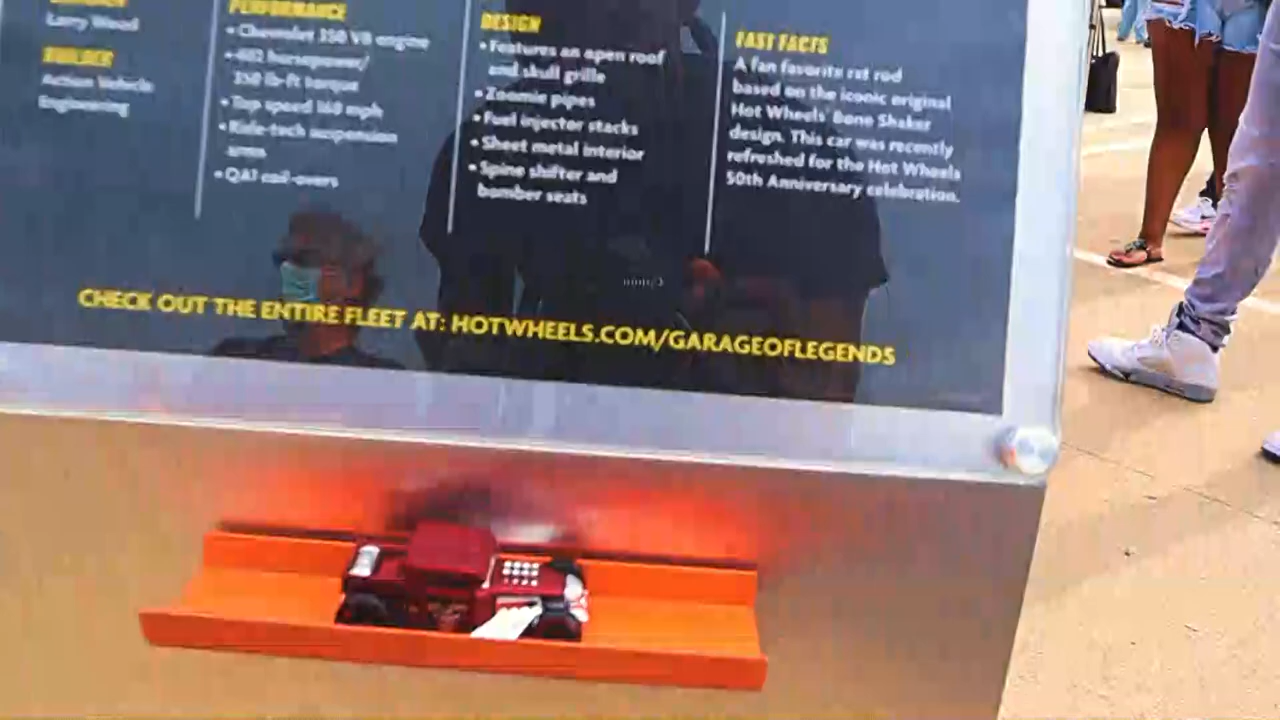 Larry Wood
BUILDER
Action Vehicle
Engineering
PERFORMANCE
• Chevrolet 350 V8 engine
• 402 horsepower/
350 lb-ft torque
• Top speed 160 mph
• Ride-tech suspension
arms
• QA1 coil-overs
DESIGN
• Features an open roof
and skull grille
• Zoomie pipes
• Fuel injector stacks
• Sheet metal interior
• Spine shifter and
bomber seats
FAST FACTS
A fan favorite rat rod
based on the iconic original
Hot Wheels Bone Shaker
design. This car was recently
refreshed for the Hot Wheels
50th Anniversary celebration.
CHECK OUT THE ENTIRE FLEET AT: HOTWHEELS.COM/GARAGEOFLEGENDS